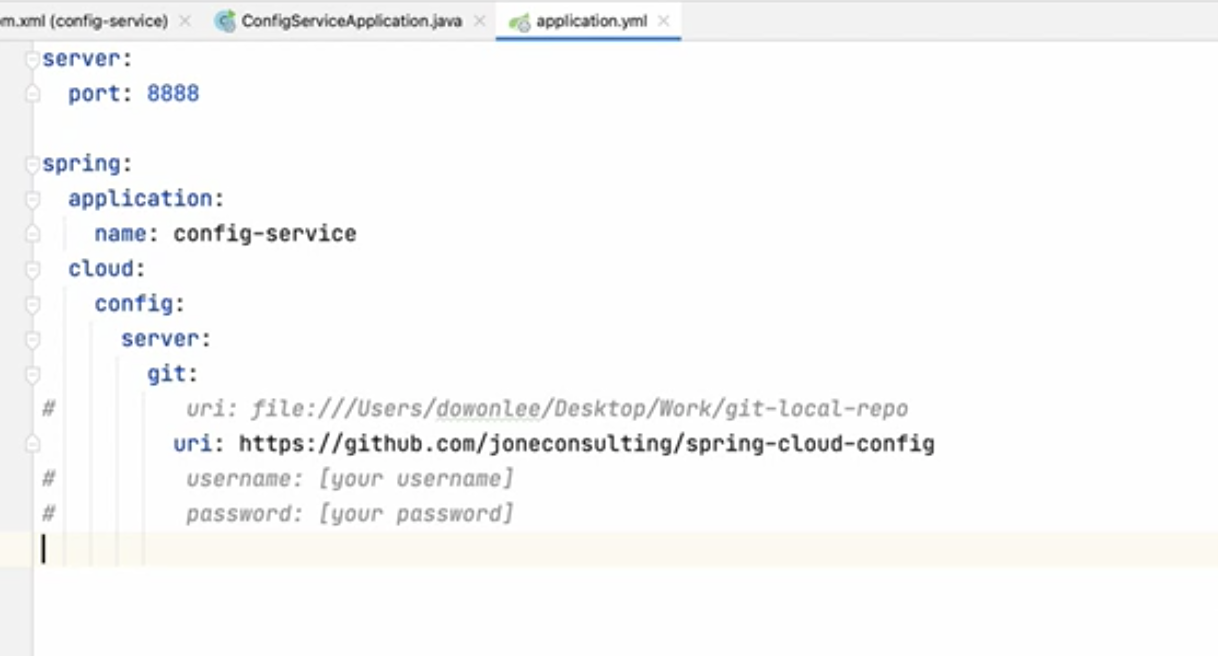 m.xml (config-service) ConfigServiceApplication.java application.yml
server:
  port: 8888

spring:
  application:
    name: config-service
  cloud:
    config:
      server:
        git:
#          uri: file:///Users/dowonlee/Desktop/Work/git-local-repo
          uri: https://github.com/joneconsulting/spring-cloud-config
#          username: [your username]
#          password: [your password]